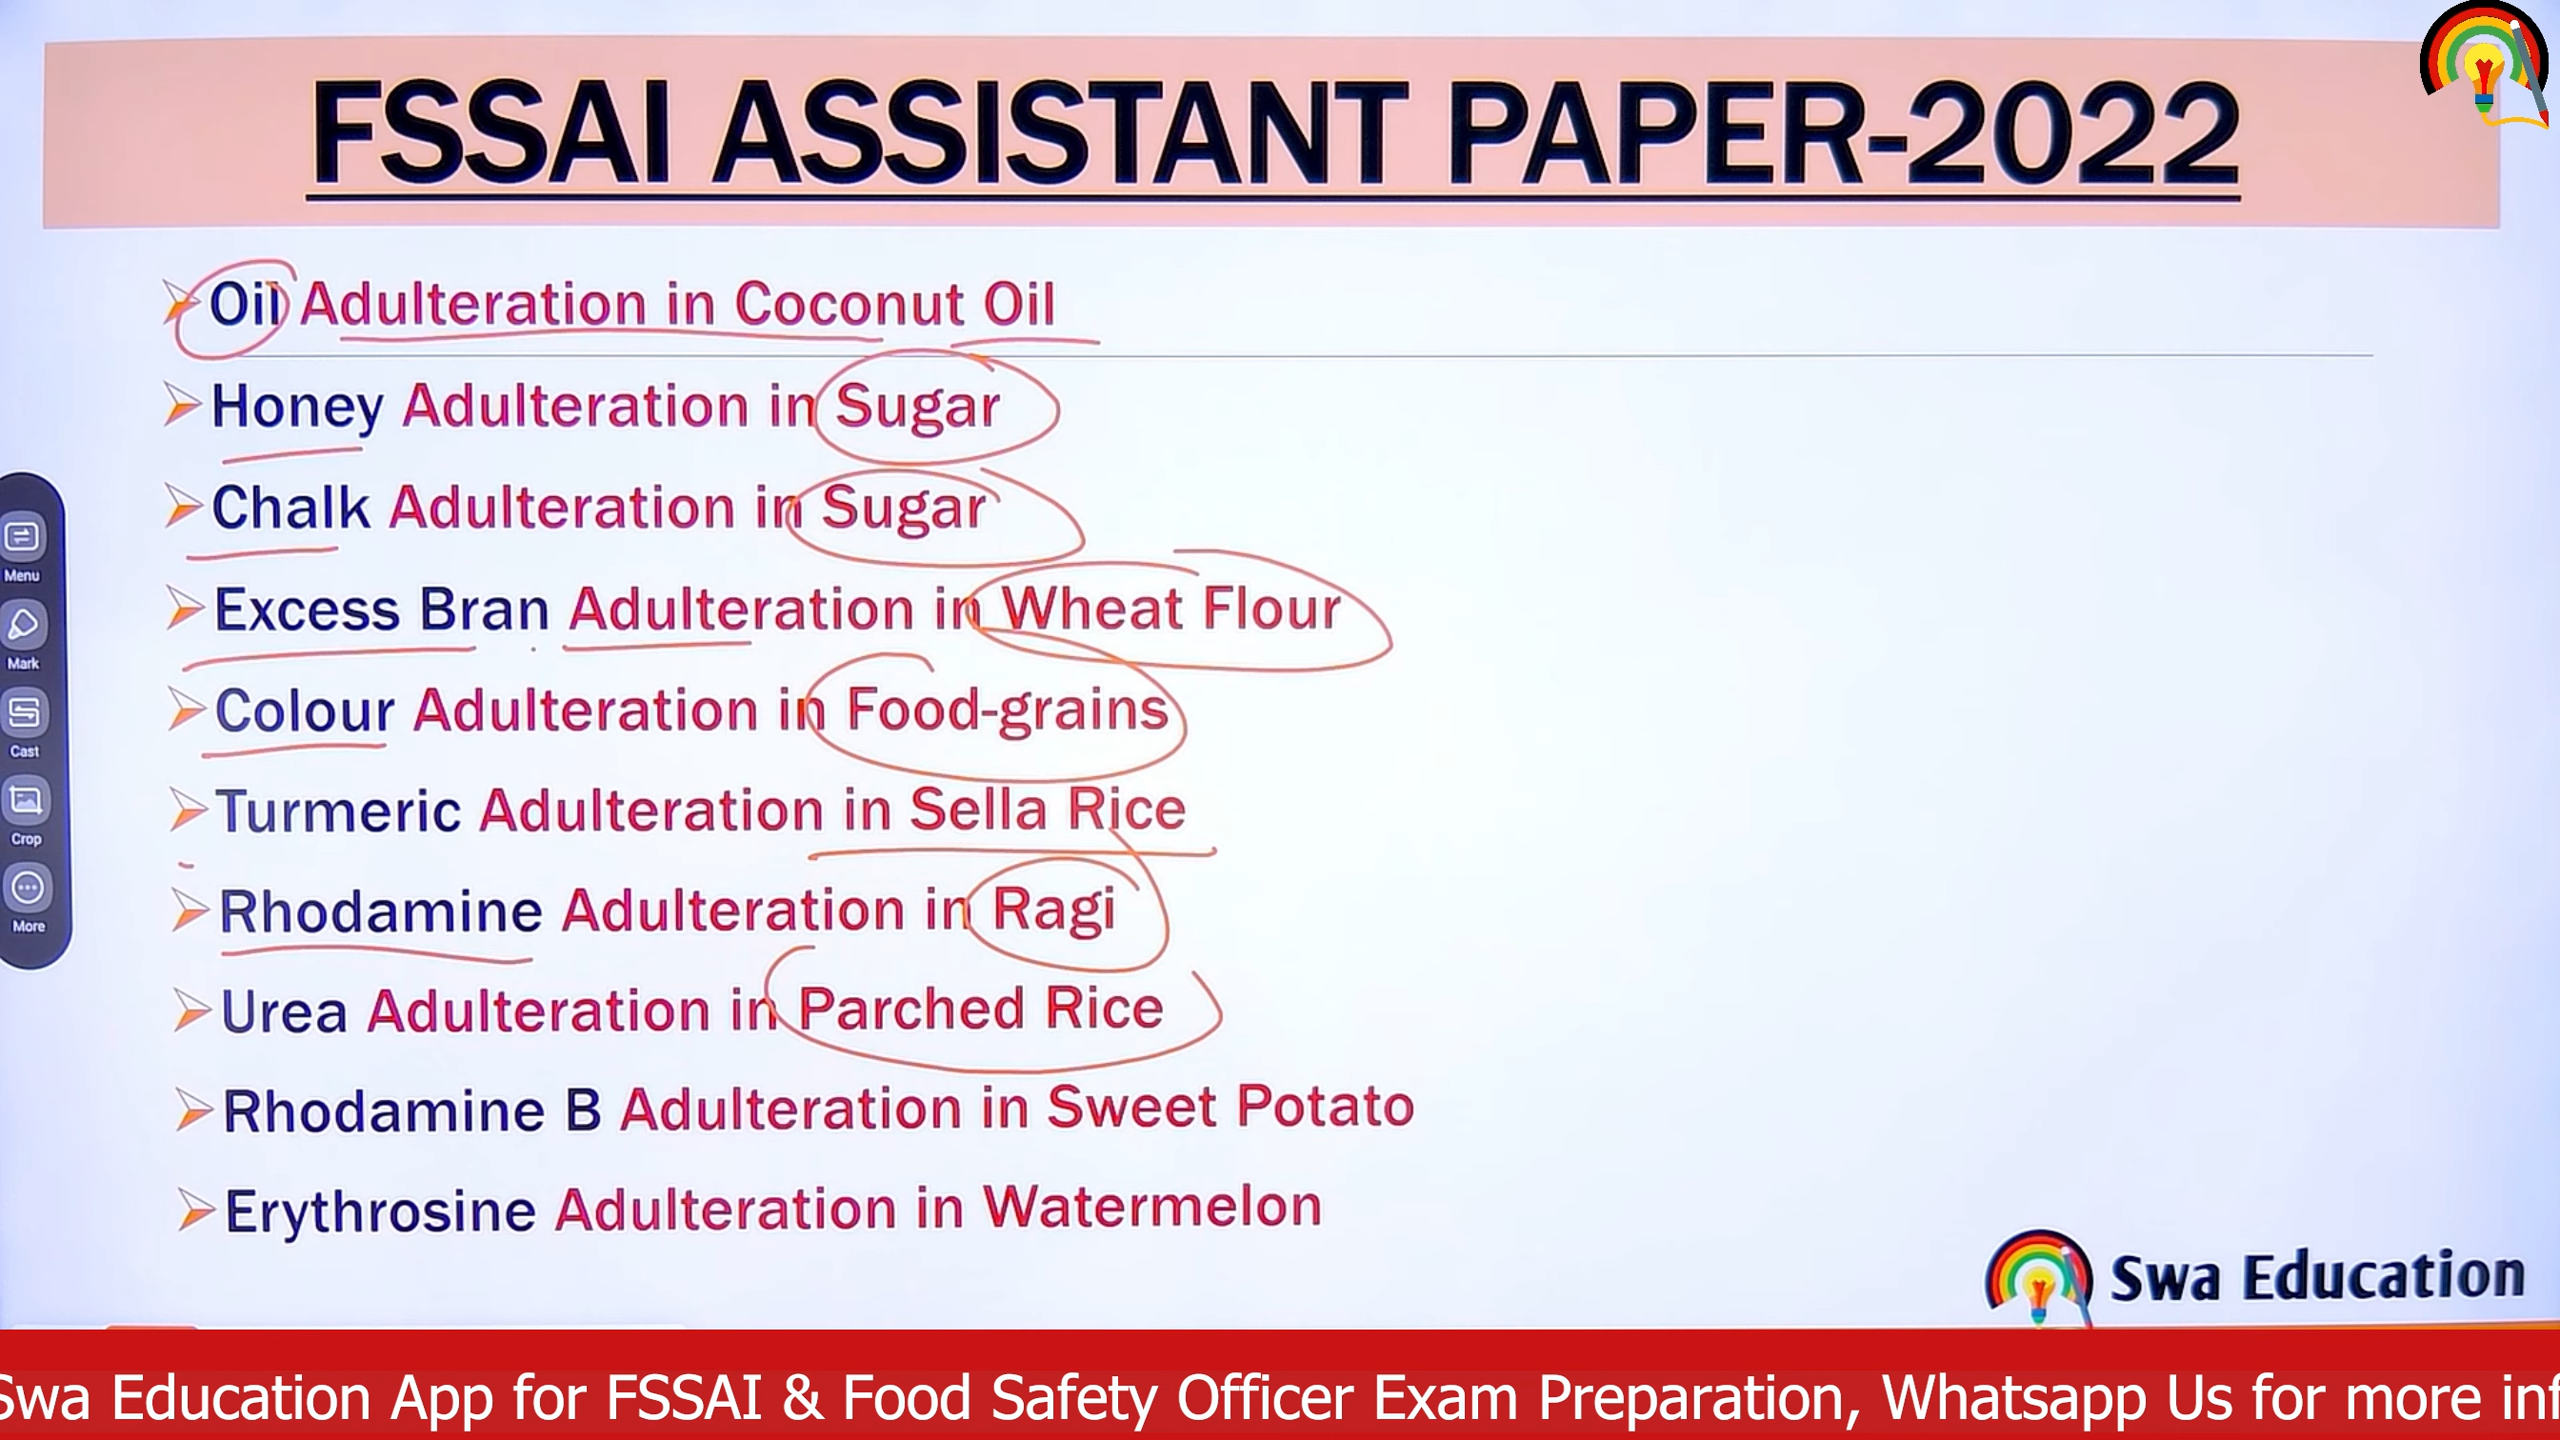 FSSAI ASSISTANT PAPER-2022
Oil Adulteration in Coconut Oil
Honey Adulteration in Sugar
Chalk Adulteration in Sugar
Excess Bran Adulteration in Wheat Flour
Colour Adulteration in Food-grains
Turmeric Adulteration in Sella Rice
Rhodamine Adulteration in Ragi
Urea Adulteration in Parched Rice
Rhodamine B Adulteration in Sweet Potato
Erythrosine Adulteration in Watermelon
Menu
Mark
Cast
Crop
More
Swa Education
Swa Education App for FSSAI & Food Safety Officer Exam Preparation, Whatsapp Us for more inf